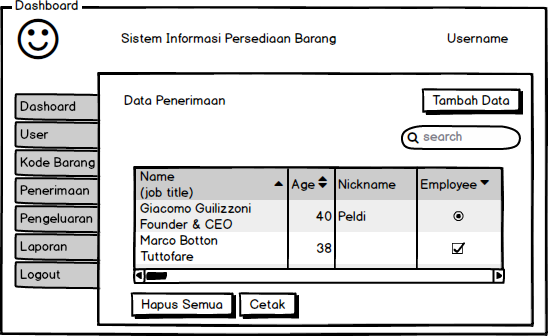 Dashboard
Sistem Informasi Persediaan Barang
Username
Data Penerimaan
Tambah Data
search
Dashoard
User
Kode Barang
Penerimaan
Pengeluaran
Laporan
Logout
Name
(job title)
Age
Nickname
Employee
Giacomo Guilizzoni
Founder & CEO
40
Peldi
Marco Botton
Tuttofare
38
Hapus Semua
Cetak